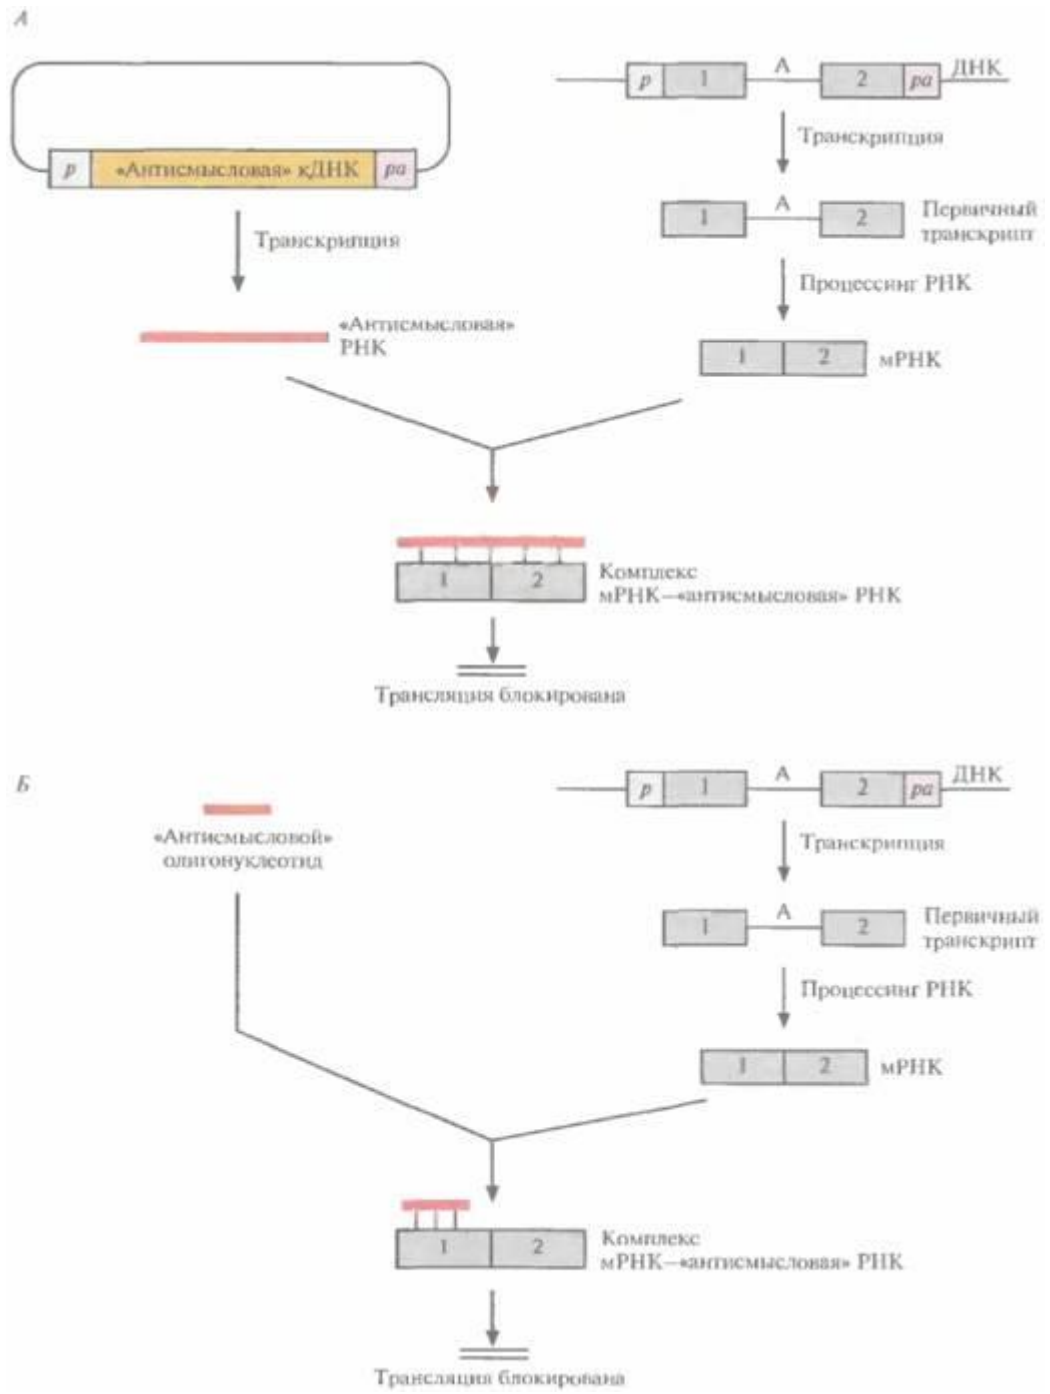 А
p
«Антисмысловая» кДНК
pa
Транскрипция
«Антисмысловая»
РНК
p
1
А
2
pa
ДНК
Транскрипция
1
А
2
Первичный
транскрипт
Процессинг РНК
1
2
мРНК
1
2
Комплекс
мРНК—«антисмысловая» РНК
Трансляция блокирована
Б
«Антисмысловой»
олигонуклеотид
p
1
А
2
pa
ДНК
Транскрипция
1
А
2
Первичный
транскрипт
Процессинг РНК
1
2
мРНК
1
2
Комплекс
мРНК—«антисмысловая» РНК
Трансляция блокирована